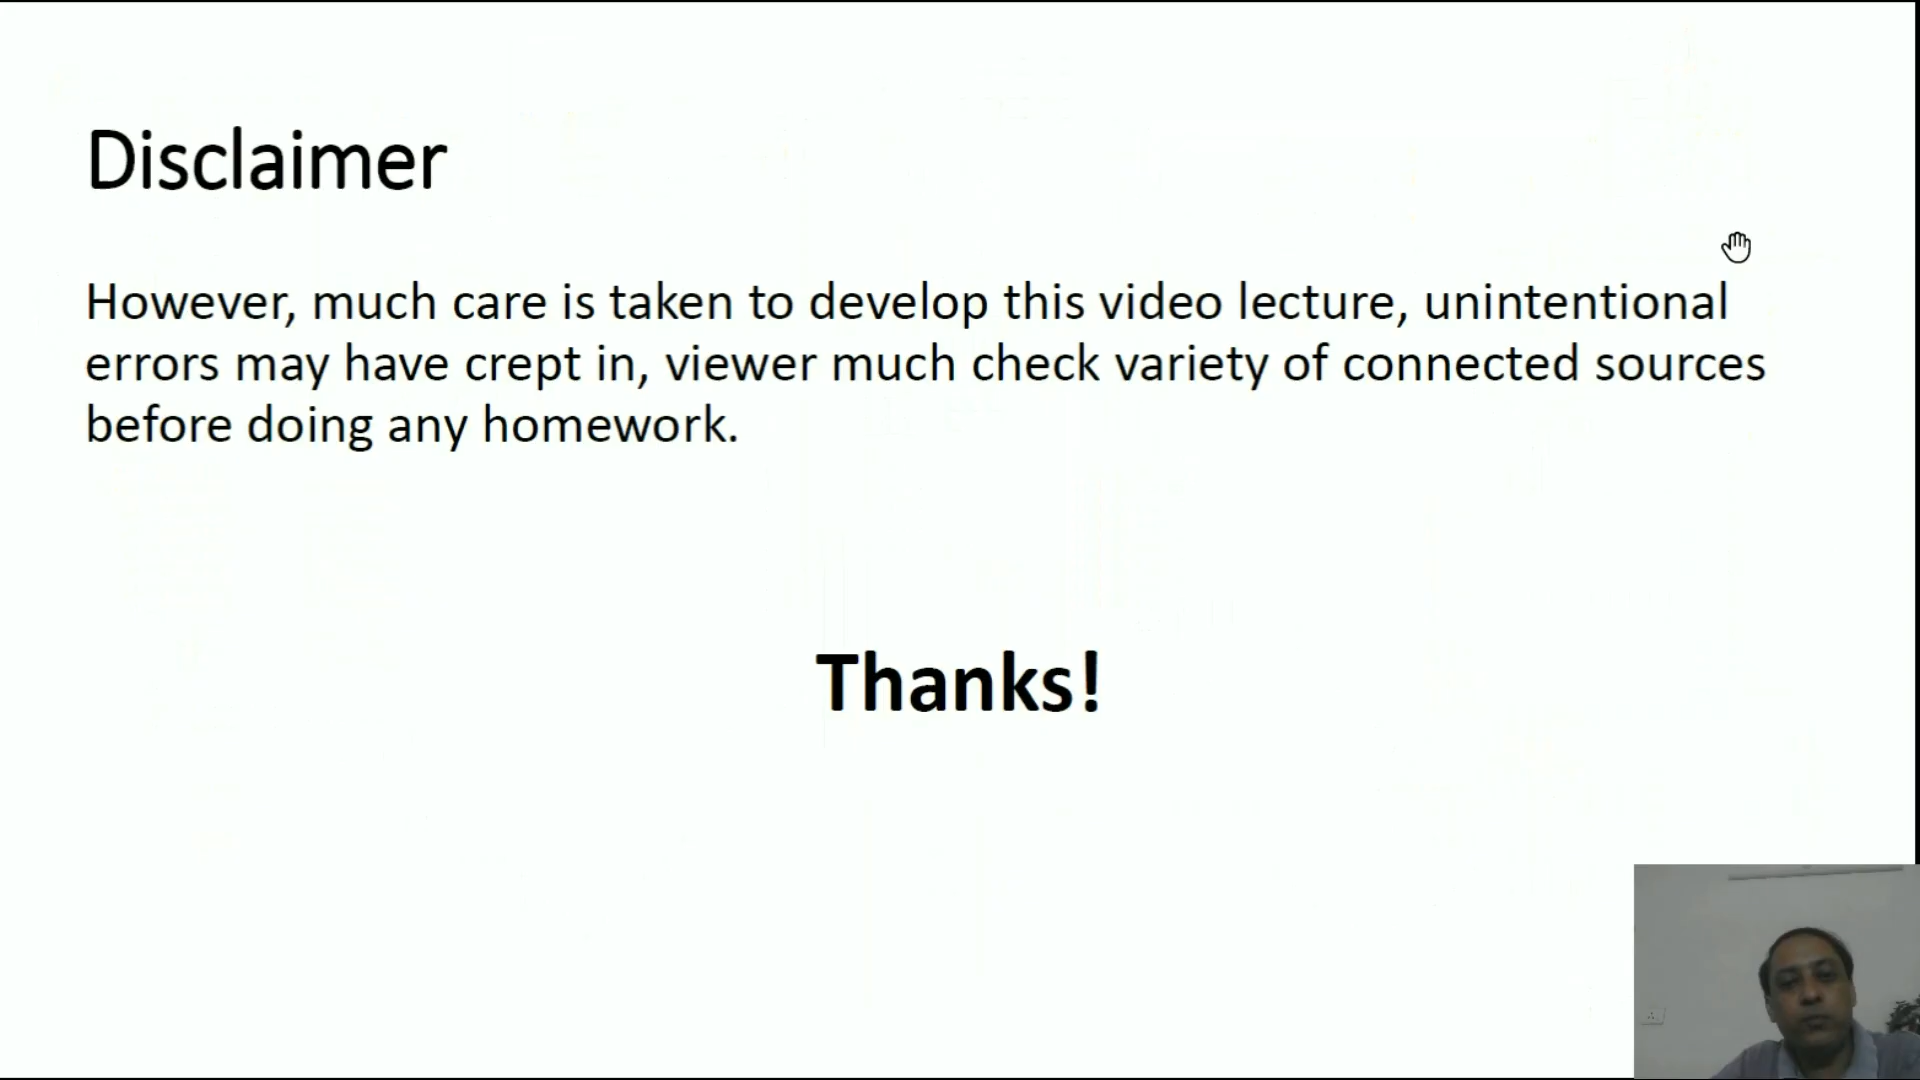 Disclaimer
However, much care is taken to develop this video lecture, unintentional
errors may have crept in, viewer much check variety of connected sources
before doing any homework.
Thanks!